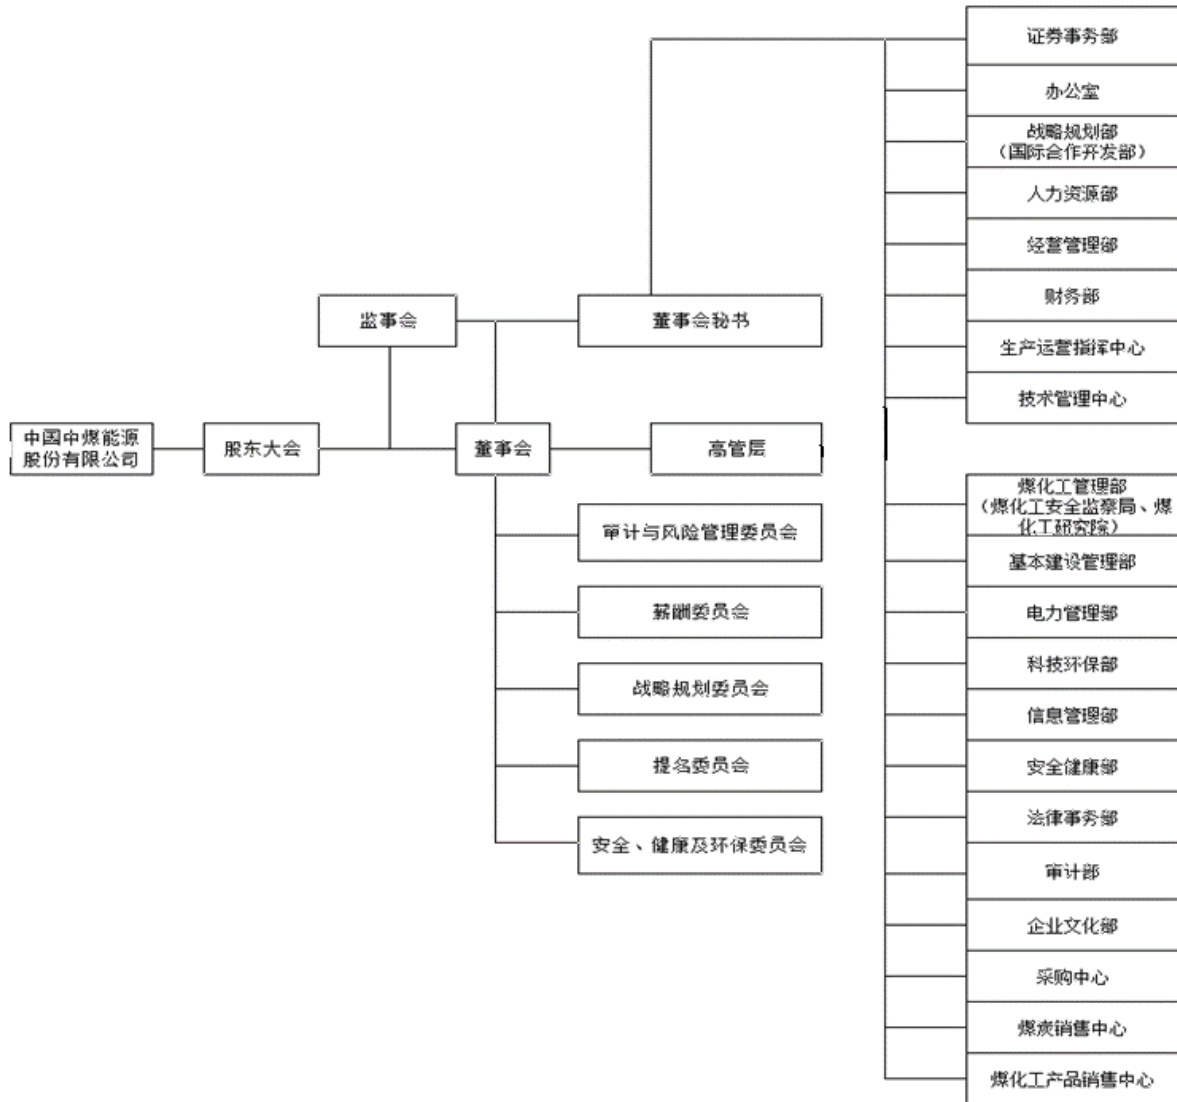 中国中煤能源
股份有限公司
股东大会
监事会
董事会
董事会秘书
高管层
审计与风险管理委员会
薪酬委员会
战略规划委员会
提名委员会
安全、健康及环保委员会
证券事务部
办公室
战略规划部
（国际合作开发部）
人力资源部
经营管理部
财务部
生产运营指挥中心
技术管理中心
煤化工管理部
（煤化工安全监察局、煤
化工研究院）
基本建设管理部
电力管理部
科技环保部
信息管理部
安全健康部
法律事务部
审计部
企业文化部
采购中心
煤炭销售中心
煤化工产品销售中心